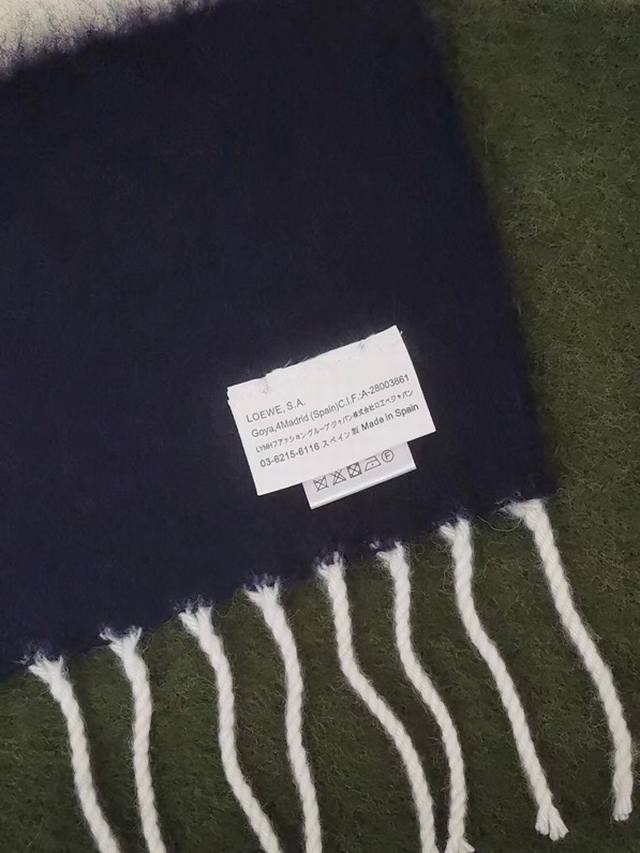 LOEWE, S.A.
Goya,4Madrid (Spain)C.I.F.:A-28003861
LVMHファッショングループ・ジャパン株式会社ロエベジャパン
03-6215-6116 スペイン製 Made in Spain